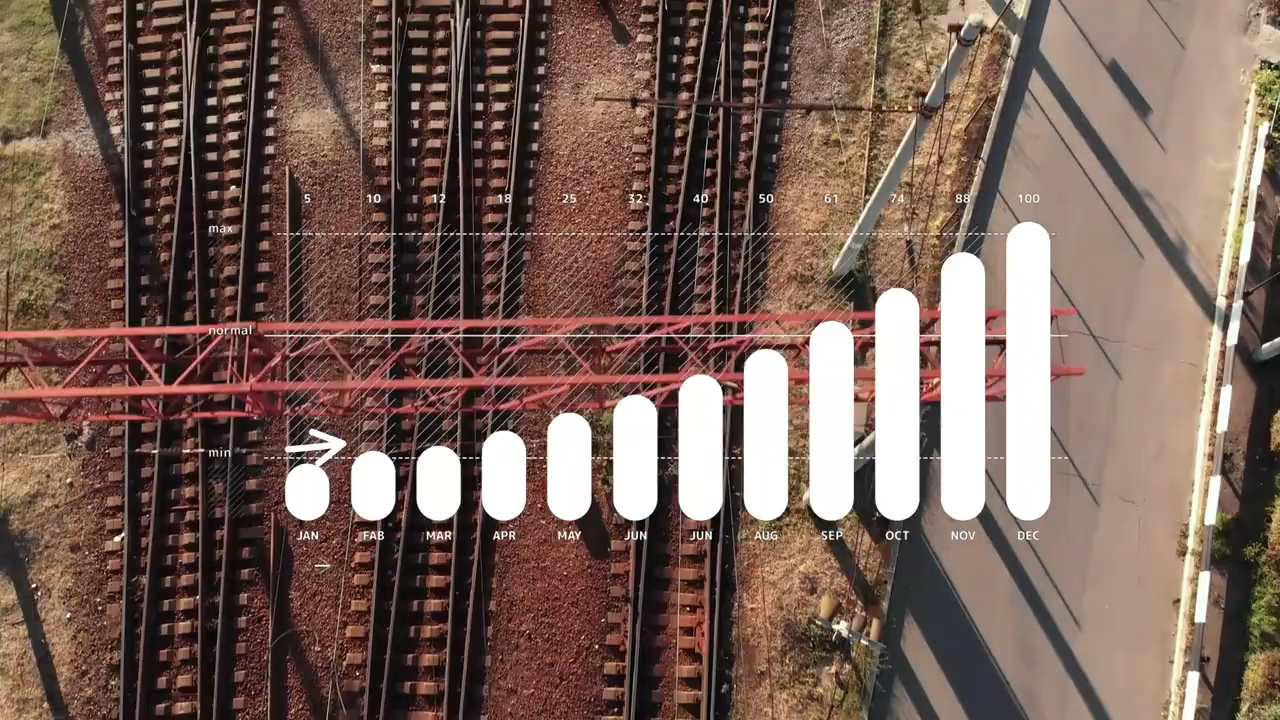 5 10 12 18 25 32 40 50 61 74 88 100
max
normal
min
JAN FAB MAR APR MAY JUN JUN AUG SEP OCT NOV DEC